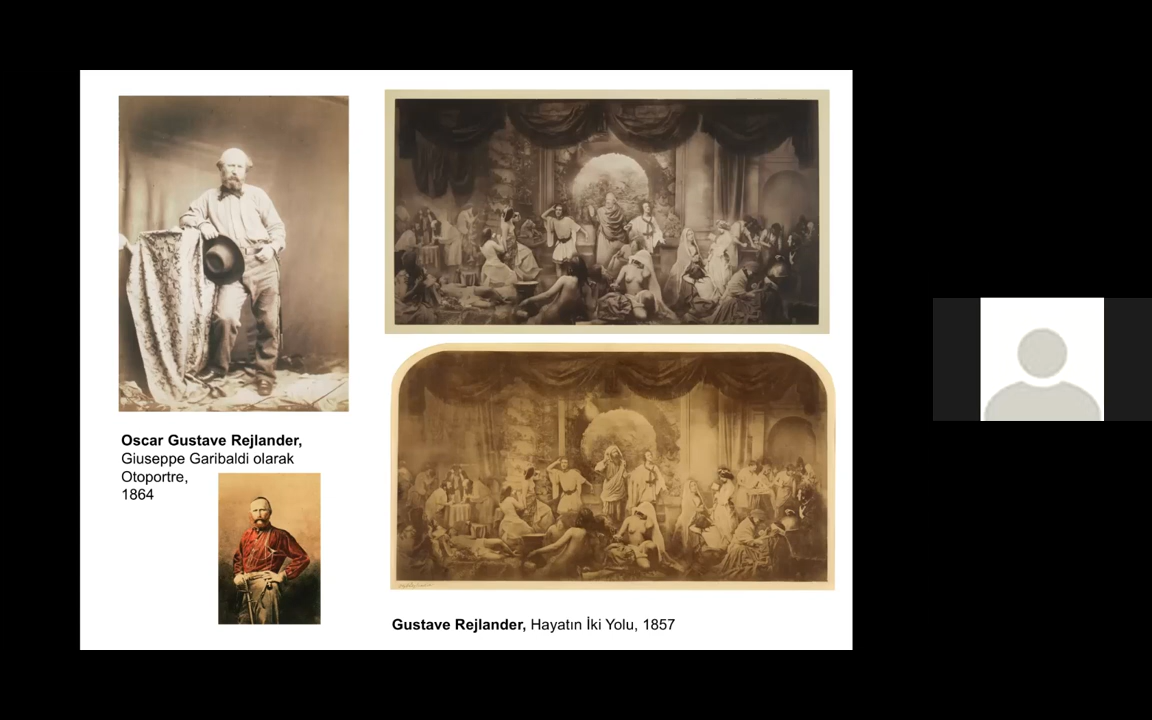 Oscar Gustave Rejlander,
Giuseppe Garibaldi olarak
Otoportre,
1864
Gustave Rejlander, Hayatın İki Yolu, 1857